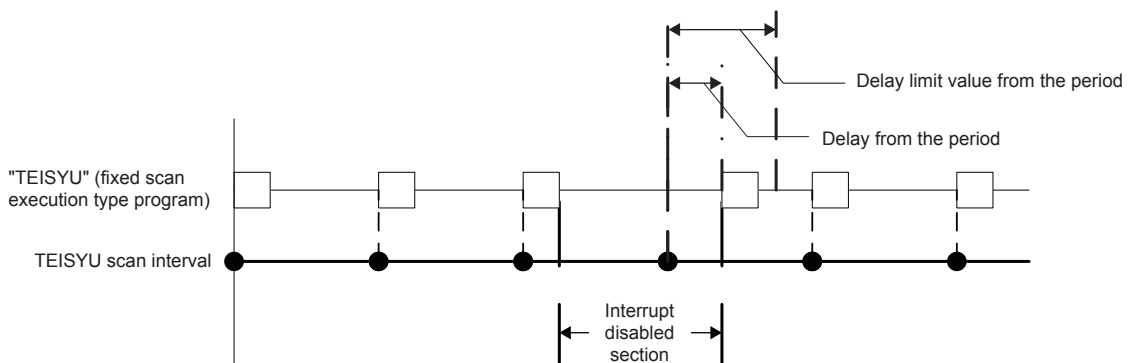 Delay limit value from the period
Delay from the period
"TEISYU" (fixed scan
execution type program)
TEISYU scan interval
Interrupt
disabled
section